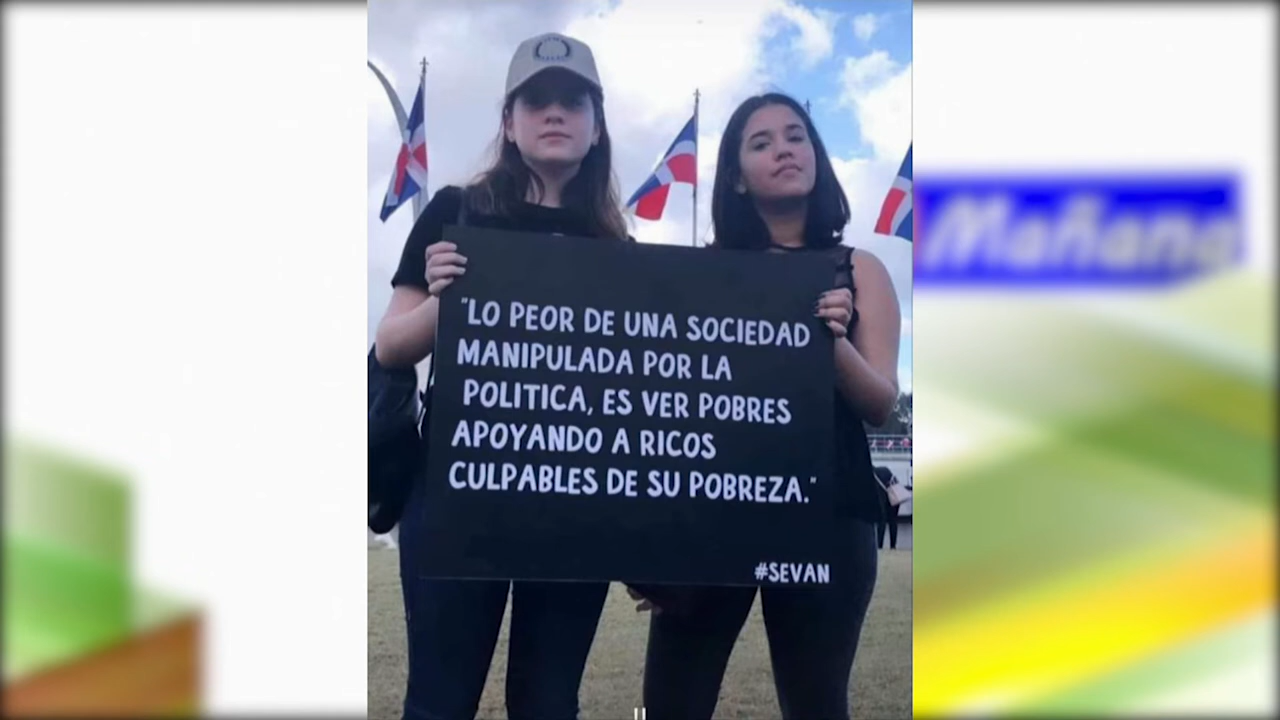 "LO PEOR DE UNA SOCIEDAD
MANIPULADA POR LA
POLITICA, ES VER POBRES
APOYANDO A RICOS
CULPABLES DE SU POBREZA."
#SEVAN
Mañana